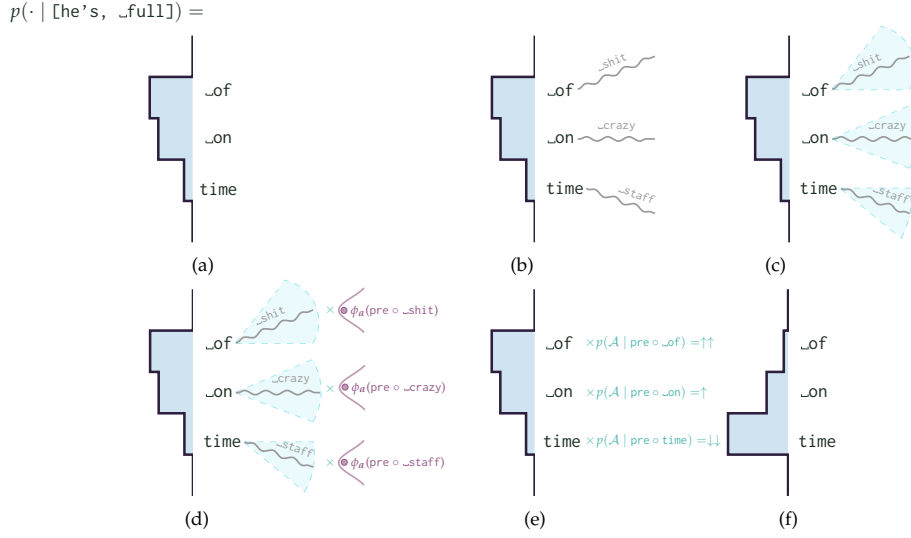 p(· | [he's, ␣full]) =
␣of
␣on
time
(a)
␣of ␣shit
␣on ␣crazy
time ␣staff
(b)
␣of ␣shit
␣on ␣crazy
time ␣staff
(c)
␣of ␣shit × ϕₐ(pre ∘ ␣shit)
␣on ␣crazy × ϕₐ(pre ∘ ␣crazy)
time ␣staff × ϕₐ(pre ∘ ␣staff)
(d)
␣of × p(𝒜 | pre ∘ ␣of) =↑↑
␣on × p(𝒜 | pre ∘ ␣on) =↑
time × p(𝒜 | pre ∘ time) =↓↓
(e)
␣of
␣on
time
(f)